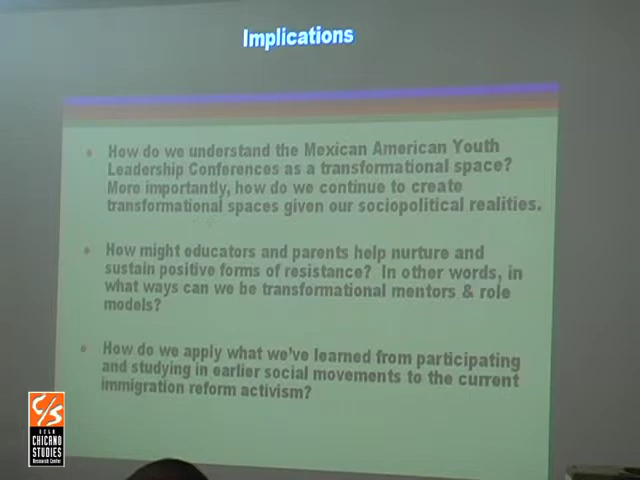 Implications
How do we understand the Mexican American Youth
Leadership Conferences as a transformational space?
More importantly, how do we continue to create
transformational spaces given our sociopolitical realities.
How might educators and parents help nurture and
sustain positive forms of resistance? In other words, in
what ways can we be transformational mentors & role
models?
How do we apply what we've learned from participating
and studying in earlier social movements to the current
immigration reform activism?
C/S
UCLA
CHICANO
STUDIES
Research Center